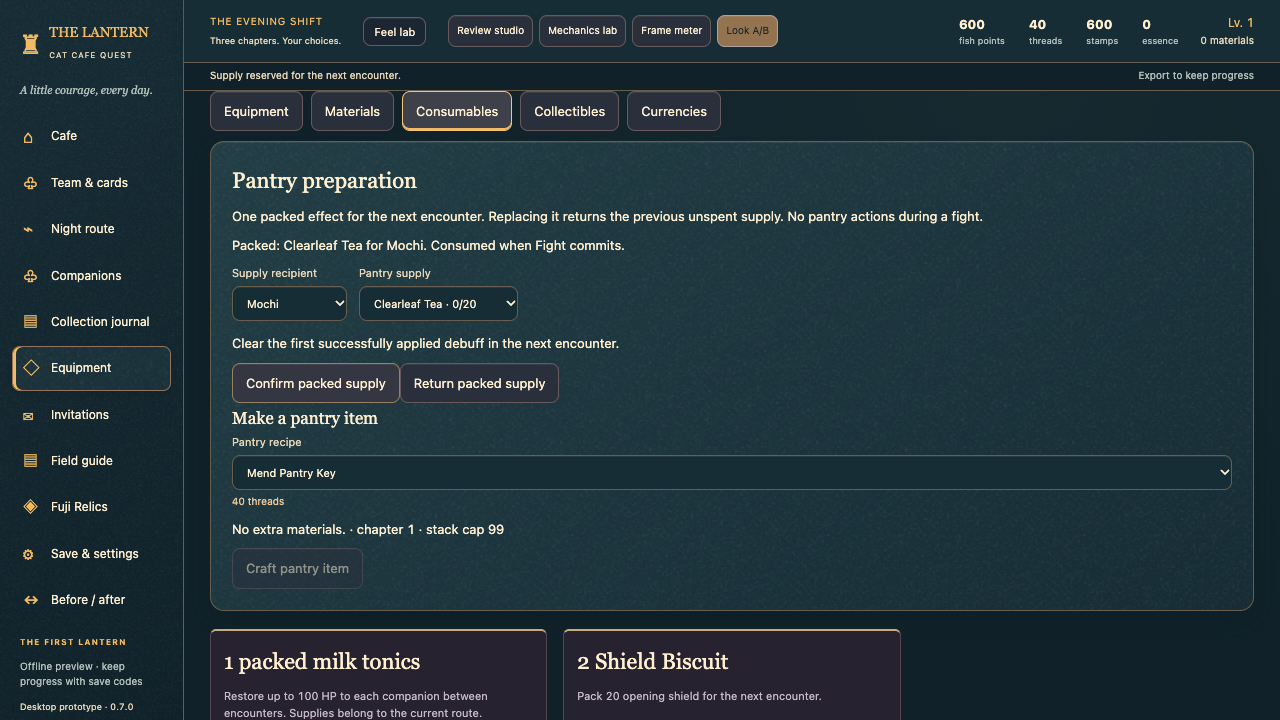 THE LANTERN
CAT CAFE QUEST
A little courage, every day.
Cafe
Team & cards
Night route
Companions
Collection journal
Equipment
Invitations
Field guide
Fuji Relics
Save & settings
Before / after
THE FIRST LANTERN
Offline preview · keep
progress with save codes
Desktop prototype · 0.7.0
THE EVENING SHIFT
Three chapters. Your choices.
Feel lab
Review studio
Mechanics lab
Frame meter
Look A/B
600
fish points
40
threads
600
stamps
0
essence
Lv. 1
0 materials
Supply reserved for the next encounter.
Export to keep progress
Equipment
Materials
Consumables
Collectibles
Currencies
Pantry preparation
One packed effect for the next encounter. Replacing it returns the previous unspent supply. No pantry actions during a fight.
Packed: Clearleaf Tea for Mochi. Consumed when Fight commits.
Supply recipient
Pantry supply
Mochi
Clearleaf Tea · 0/20
Clear the first successfully applied debuff in the next encounter.
Confirm packed supply
Return packed supply
Make a pantry item
Pantry recipe
Mend Pantry Key
40 threads
No extra materials. · chapter 1 · stack cap 99
Craft pantry item
1 packed milk tonics
Restore up to 100 HP to each companion between
encounters. Supplies belong to the current route.
2 Shield Biscuit
Pack 20 opening shield for the next encounter.